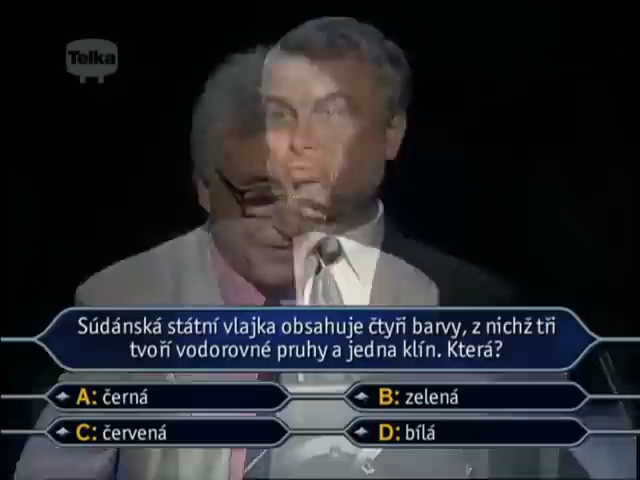 Telka
Súdánská státní vlajka obsahuje čtyři barvy, z nichž tři
tvoří vodorovné pruhy a jedna klín. Která?
A: černá
B: zelená
C: červená
D: bílá